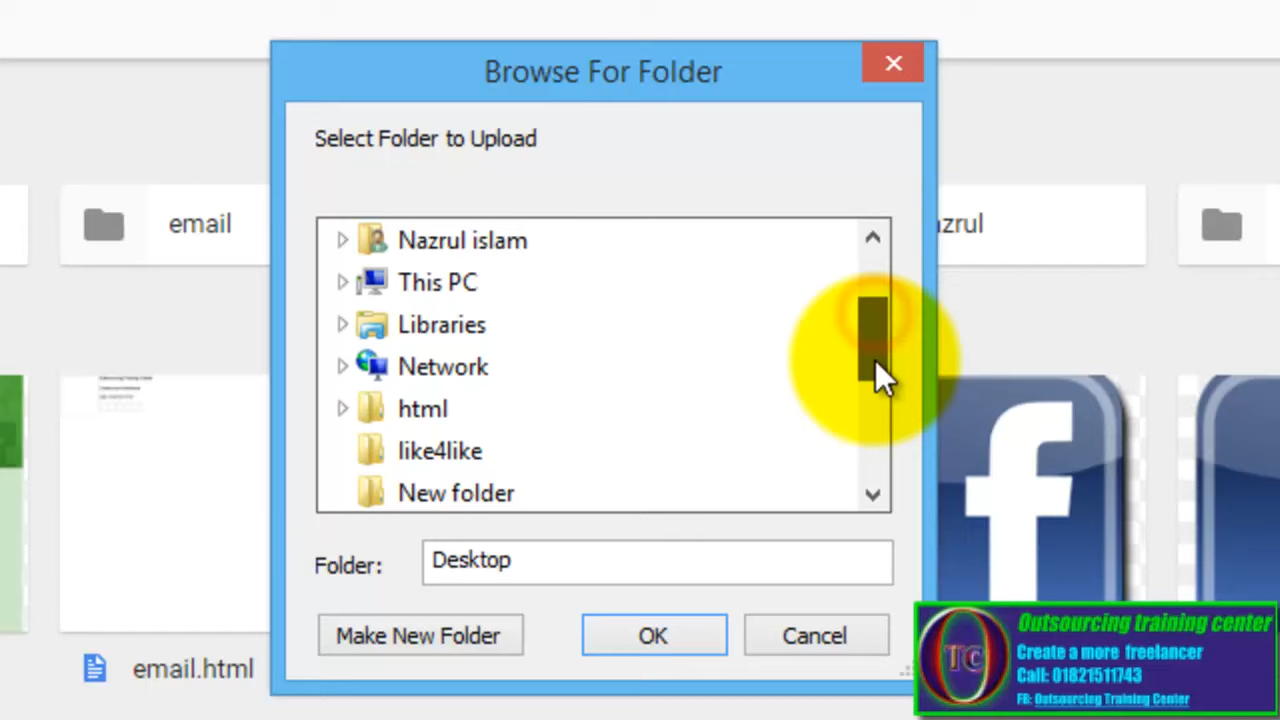 Browse For Folder
Select Folder to Upload
email
zrul
Nazrul islam
This PC
Libraries
Network
html
like4like
New folder
Folder:
Desktop
Make New Folder
OK
Cancel
email.html
f
TC
Outsourcing training center
Create a more freelancer
Call: 01821511743
FB: Outsourcing Training Center